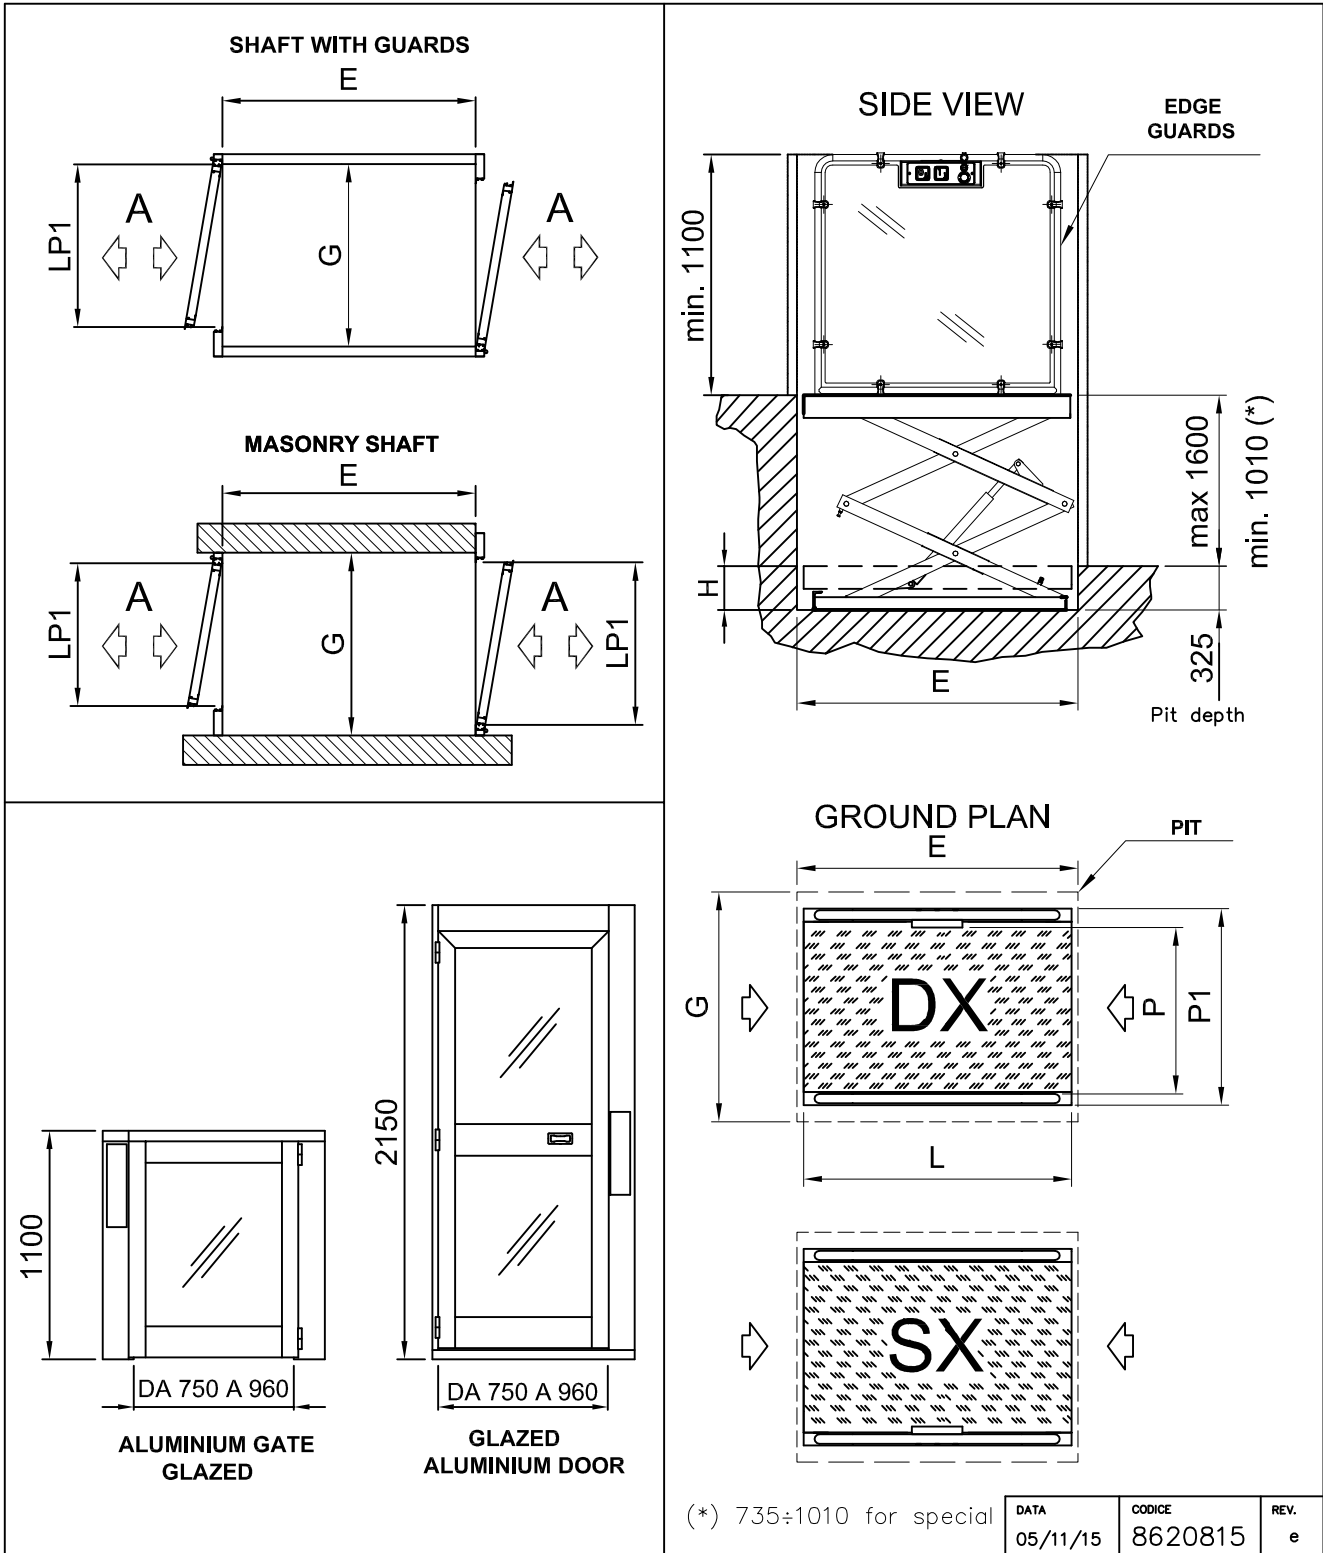 SHAFT WITH GUARDS
E
A
LP1
G
A
MASONRY SHAFT
E
A
LP1
G
A
LP1
SIDE VIEW
EDGE
GUARDS
min. 1100
max 1600
min. 1010 (*)
H
325
E
Pit depth
GROUND PLAN
E
PIT
G
DX
P
P1
L
SX
2150
1100
DA 750 A 960
DA 750 A 960
ALUMINIUM GATE
GLAZED
GLAZED
ALUMINIUM DOOR
(*) 735÷1010 for special
DATA
05/11/15
CODICE
8620815
REV.
e